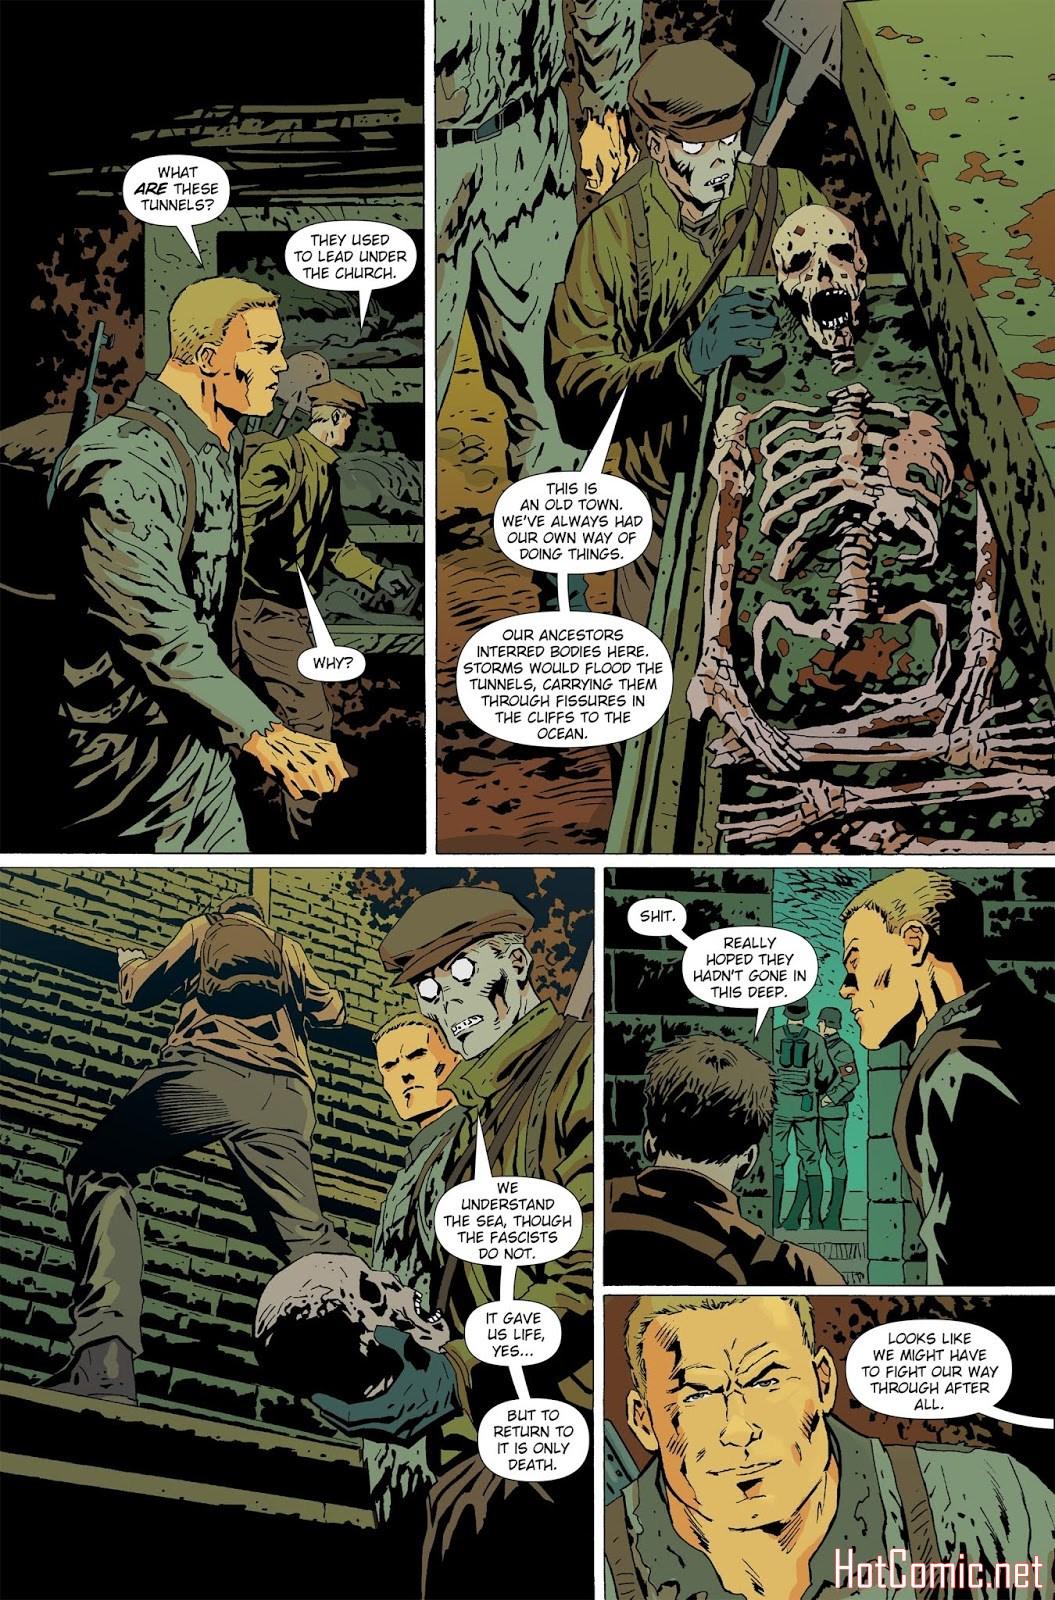 WHAT
ARE THESE
TUNNELS?
THEY USED
TO LEAD UNDER
THE CHURCH.
WHY?
THIS IS
AN OLD TOWN.
WE'VE ALWAYS HAD
OUR OWN WAY OF
DOING THINGS.
OUR ANCESTORS
INTERRED BODIES HERE.
STORMS WOULD FLOOD THE
TUNNELS, CARRYING THEM
THROUGH FISSURES IN
THE CLIFFS TO THE
OCEAN.
WE
UNDERSTAND
THE SEA, THOUGH
THE FASCISTS
DO NOT.
IT GAVE
US LIFE,
YES...
BUT TO
RETURN TO
IT IS ONLY
DEATH.
SHIT.
REALLY
HOPED THEY
HADN'T GONE IN
THIS DEEP.
LOOKS LIKE
WE MIGHT HAVE
TO FIGHT OUR WAY
THROUGH AFTER
ALL.
HotComic.net